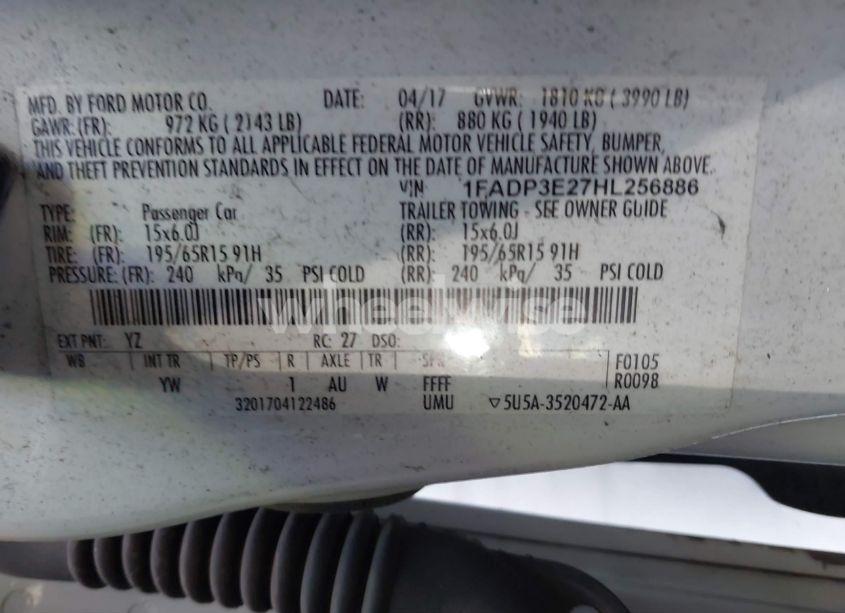 MFD. BY FORD MOTOR CO. DATE: 04/17 GVWR: 1810 KG ( 3990 LB)
GAWR: (FR): 972 KG ( 2143 LB) (RR): 880 KG ( 1940 LB)
THIS VEHICLE CONFORMS TO ALL APPLICABLE FEDERAL MOTOR VEHICLE SAFETY, BUMPER,
AND THEFT PREVENTION STANDARDS IN EFFECT ON THE DATE OF MANUFACTURE SHOWN ABOVE.
VIN 1FADP3E27HL256886
TYPE: Passenger Car TRAILER TOWING - SEE OWNER GUIDE
RIM: (FR): 15x6.0J (RR): 15x6.0J
TIRE: (FR): 195/65R15 91H (RR): 195/65R15 91H
PRESSURE: (FR): 240 kPa/ 35 PSI COLD (RR): 240 kPa/ 35 PSI COLD
EXT PNT: YZ RC: 27 DSO:
WB INT TR TP/PS R AXLE TR SPR F0105
YW 1 AU W FFFF R0098
3201704122486 UMU ▽5U5A-3520472-AA